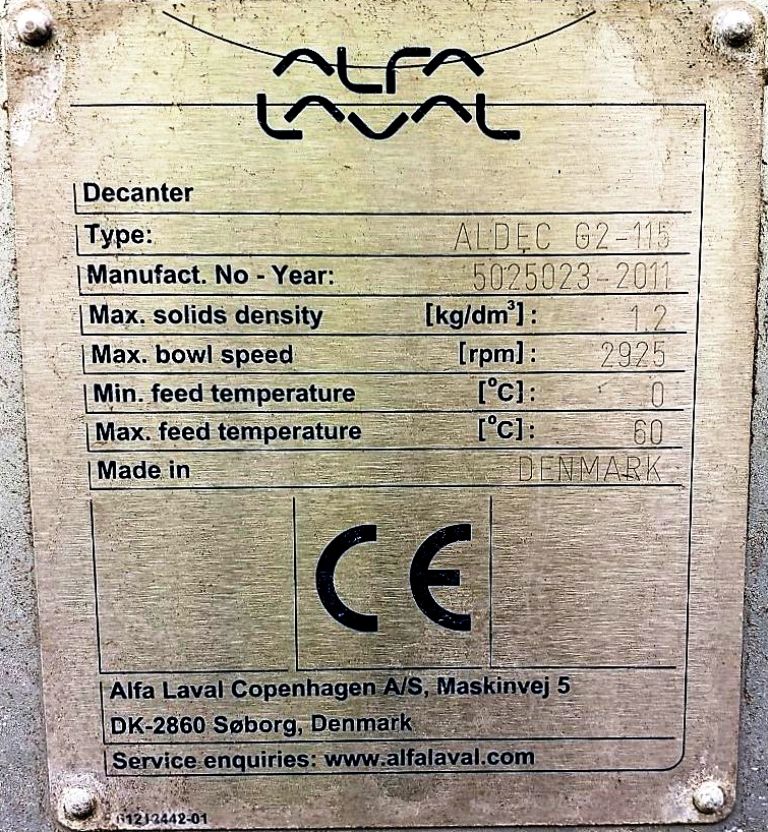 ALFA
LAVAL
Decanter
Type: ALDEC G2-115
Manufact. No - Year: 5025023-2011
Max. solids density [kg/dm³]: 1.2
Max. bowl speed [rpm]: 2925
Min. feed temperature [°C]: 0
Max. feed temperature [°C]: 60
Made in DENMARK
CE
Alfa Laval Copenhagen A/S, Maskinvej 5
DK-2860 Søborg, Denmark
Service enquiries: www.alfalaval.com